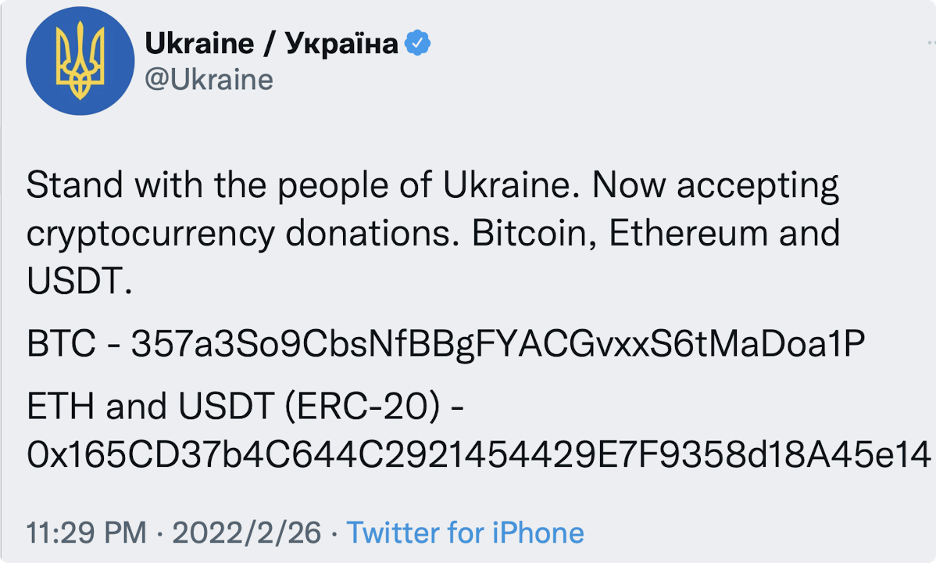 Ukraine / Україна
@Ukraine
Stand with the people of Ukraine. Now accepting
cryptocurrency donations. Bitcoin, Ethereum and
USDT.
BTC - 357a3So9CbsNfBBgFYACGvxxS6tMaDoa1P
ETH and USDT (ERC-20) -
0x165CD37b4C644C2921454429E7F9358d18A45e14
11:29 PM · 2022/2/26 · Twitter for iPhone